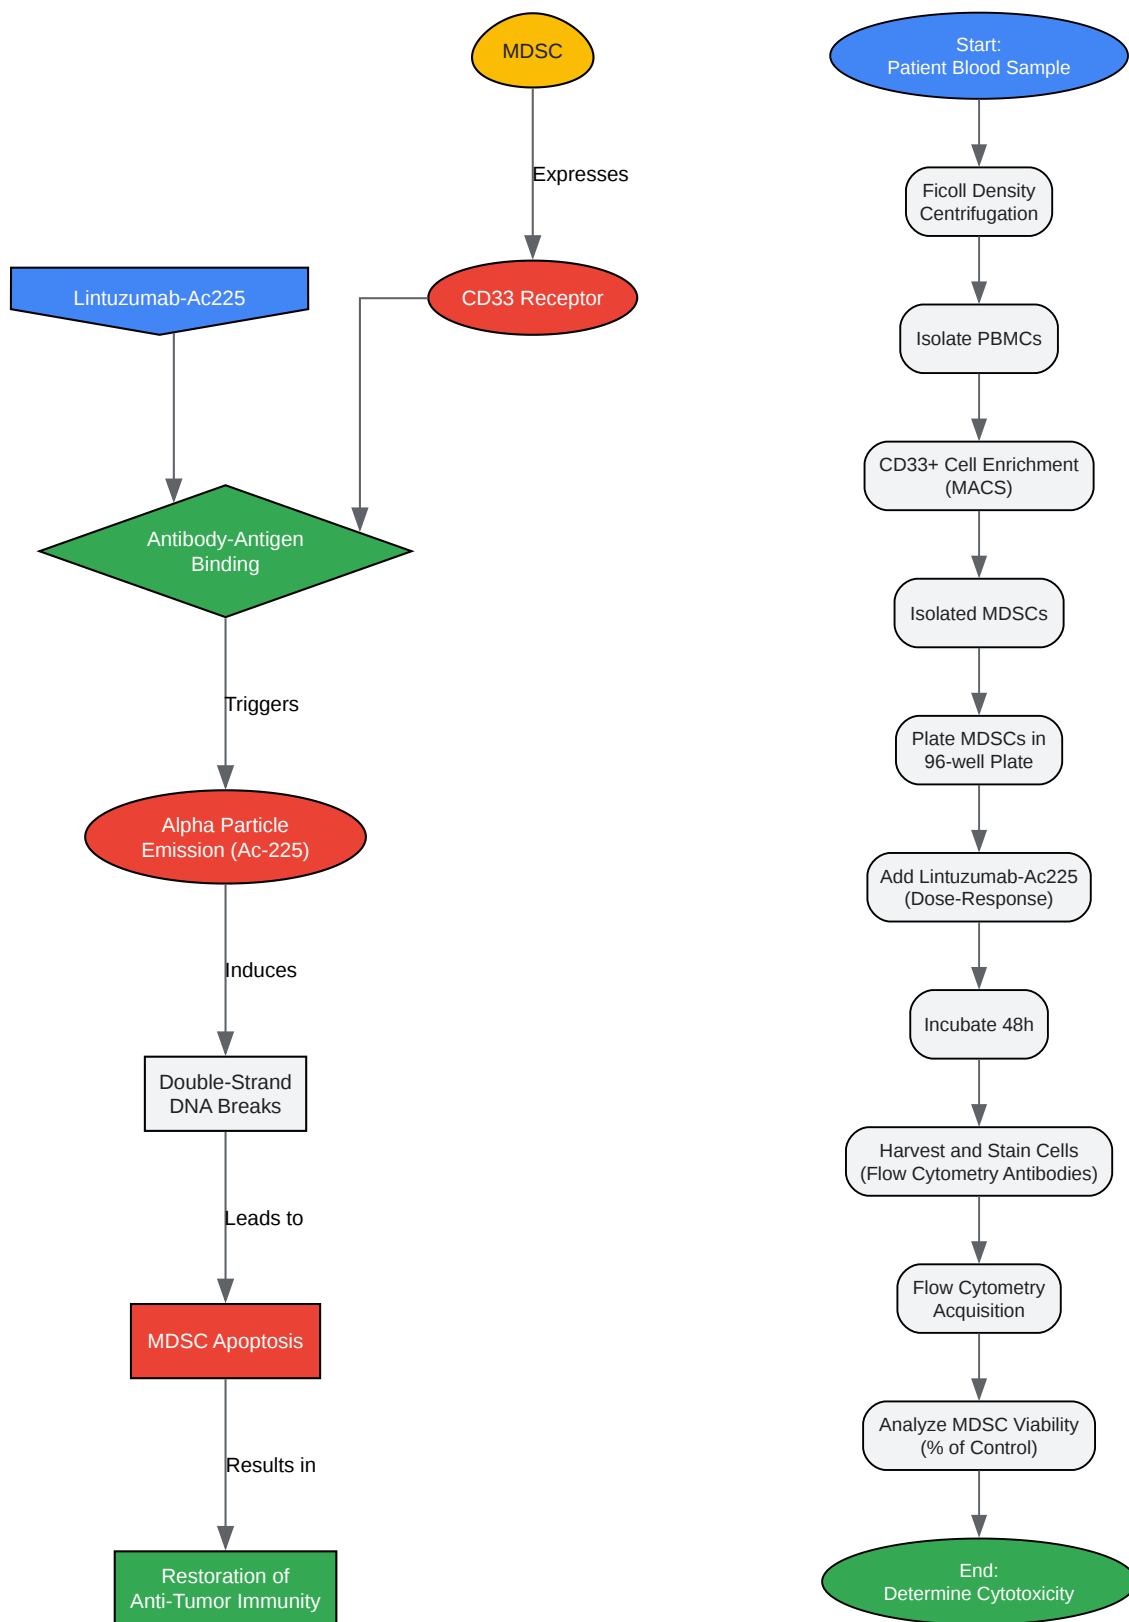 MDSC
Expresses
Lintuzumab-Ac225
CD33 Receptor
Antibody-Antigen
Binding
Triggers
Alpha Particle
Emission (Ac-225)
Induces
Double-Strand
DNA Breaks
Leads to
MDSC Apoptosis
Results in
Restoration of
Anti-Tumor Immunity
Start:
Patient Blood Sample
Ficoll Density
Centrifugation
Isolate PBMCs
CD33+ Cell Enrichment
(MACS)
Isolated MDSCs
Plate MDSCs in
96-well Plate
Add Lintuzumab-Ac225
(Dose-Response)
Incubate 48h
Harvest and Stain Cells
(Flow Cytometry Antibodies)
Flow Cytometry
Acquisition
Analyze MDSC Viability
(% of Control)
End:
Determine Cytotoxicity